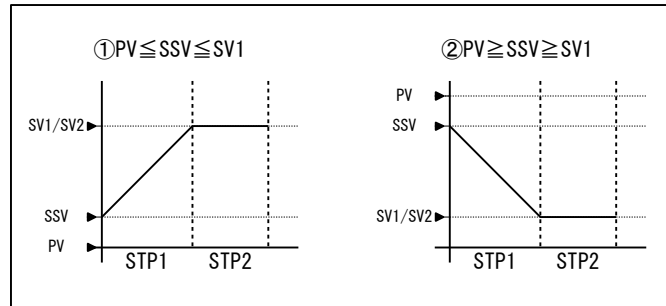 ①PV≦SSV≦SV1
SV1/SV2
SSV
PV
STP1 STP2
②PV≧SSV≧SV1
PV
SSV
SV1/SV2
STP1 STP2